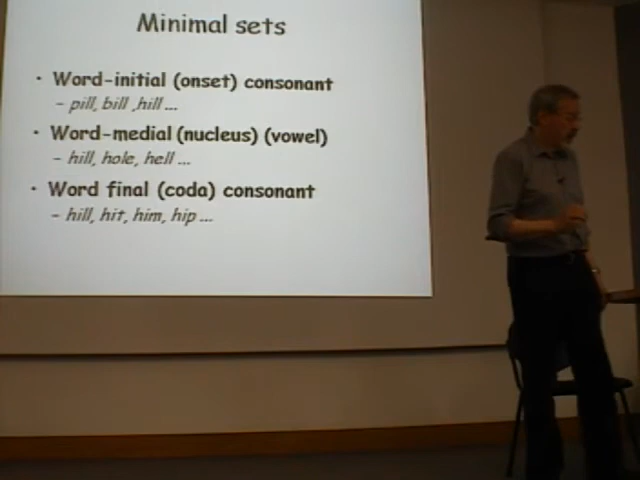 Minimal sets
• Word-initial (onset) consonant
– pill, bill ,hill ...
• Word-medial (nucleus) (vowel)
– hill, hole, hell ...
• Word final (coda) consonant
– hill, hit, him, hip ...